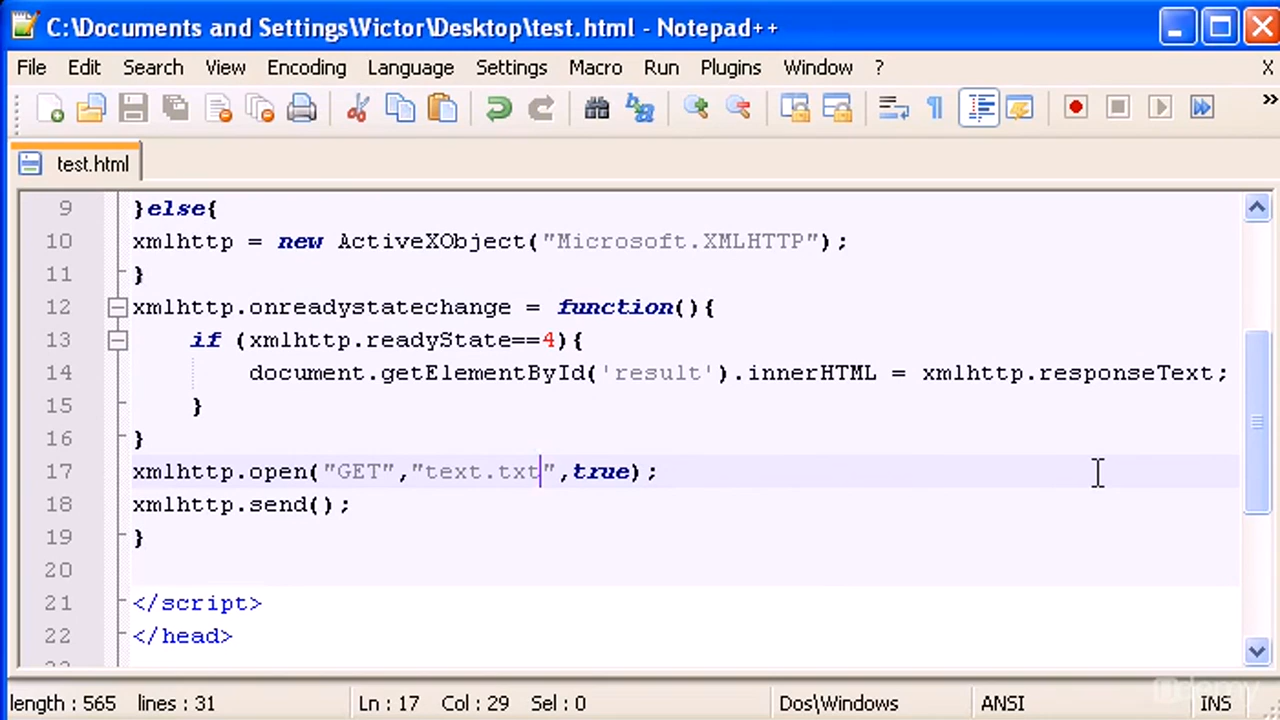 C:\Documents and Settings\Victor\Desktop\test.html - Notepad++
File Edit Search View Encoding Language Settings Macro Run Plugins Window ? X
test.html
9 }else{
10 xmlhttp = new ActiveXObject("Microsoft.XMLHTTP");
11 }
12 xmlhttp.onreadystatechange = function(){
13 if (xmlhttp.readyState==4){
14 document.getElementById('result').innerHTML = xmlhttp.responseText;
15 }
16 }
17 xmlhttp.open("GET","text.txt",true);
18 xmlhttp.send();
19 }
20
21 </script>
22 </head>
length : 565 lines : 31 Ln : 17 Col : 29 Sel : 0 Dos\Windows ANSI INS
udemy